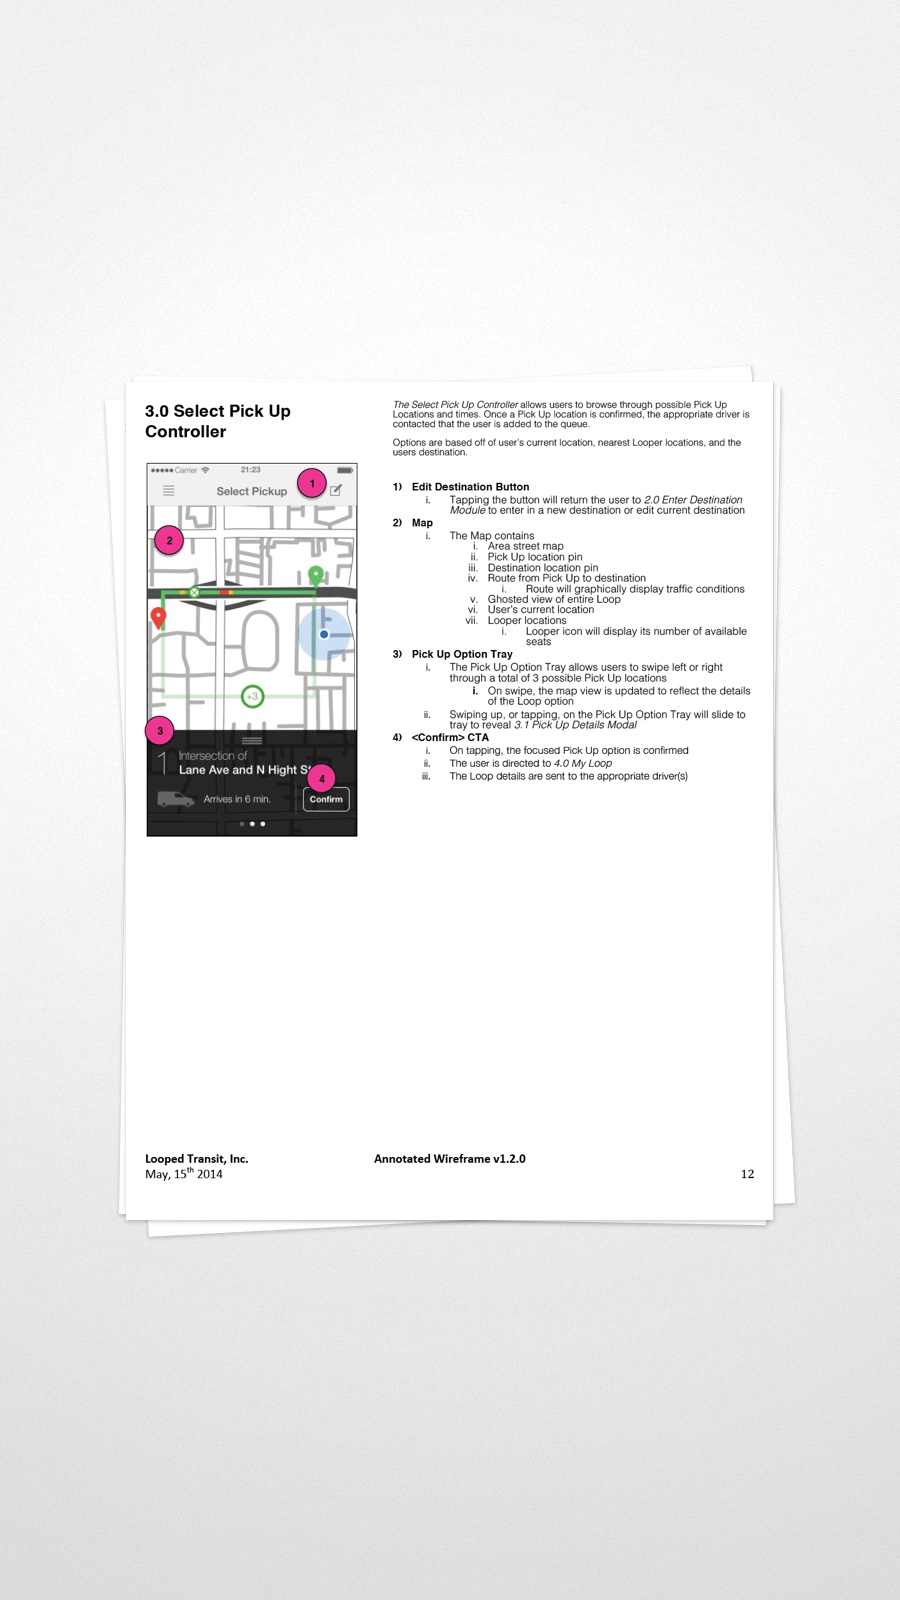 3.0 Select Pick Up
Controller
●●●●● Carrier
21:23
Select Pickup
1
2
+3
3
1
Intersection of
Lane Ave and N Hight
4
Arrives in 6 min.
Confirm
The Select Pick Up Controller allows users to browse through possible Pick Up
Locations and times. Once a Pick Up location is confirmed, the appropriate driver is
contacted that the user is added to the queue.
Options are based off of user's current location, nearest Looper locations, and the
users destination.
1) Edit Destination Button
i. Tapping the button will return the user to 2.0 Enter Destination
Module to enter in a new destination or edit current destination
2) Map
i. The Map contains
i. Area street map
ii. Pick Up location pin
iii. Destination location pin
iv. Route from Pick Up to destination
i. Route will graphically display traffic conditions
v. Ghosted view of entire Loop
vi. User's current location
vii. Looper locations
i. Looper icon will display its number of available
seats
3) Pick Up Option Tray
i. The Pick Up Option Tray allows users to swipe left or right
through a total of 3 possible Pick Up locations
i. On swipe, the map view is updated to reflect the details
of the Loop option
ii. Swiping up, or tapping, on the Pick Up Option Tray will slide to
tray to reveal 3.1 Pick Up Details Modal
4) <Confirm> CTA
i. On tapping, the focused Pick Up option is confirmed
ii. The user is directed to 4.0 My Loop
iii. The Loop details are sent to the appropriate driver(s)
Looped Transit, Inc.
Annotated Wireframe v1.2.0
May, 15th 2014
12